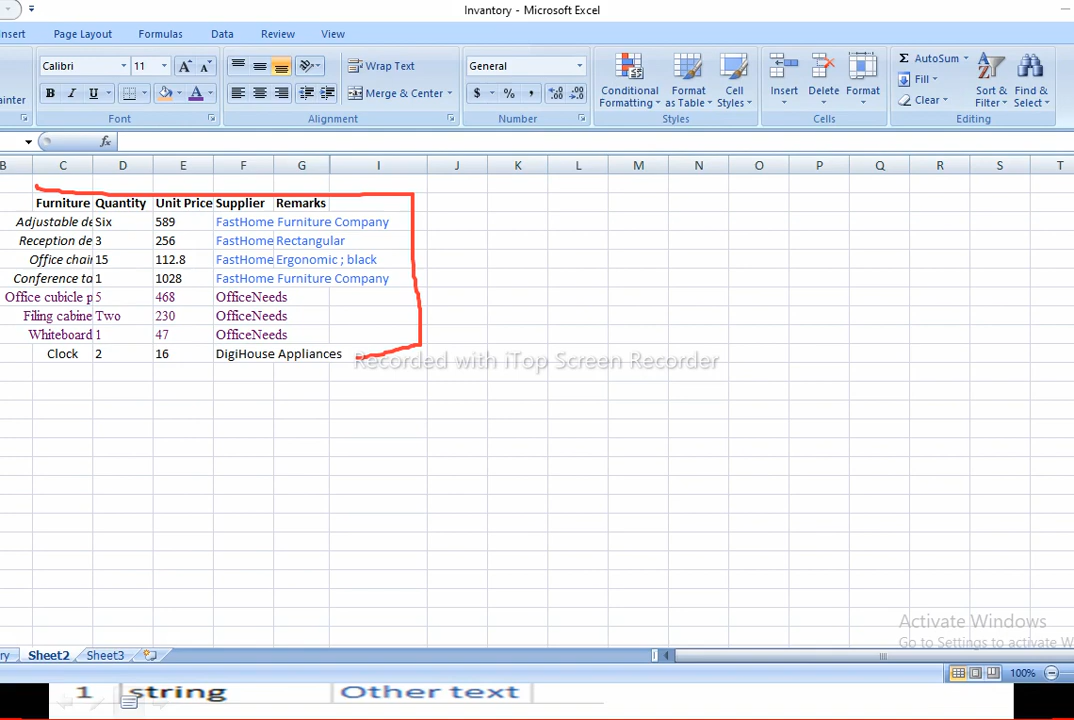 Invantory - Microsoft Excel
nsert Page Layout Formulas Data Review View
Calibri 11 A A Wrap Text General AutoSum
ainter B I U A Merge & Center $ % , .00 Conditional Formatting Format as Table Cell Styles Insert Delete Format Fill Clear Sort & Filter Find & Select
Font Alignment Number Styles Cells Editing
fx
B C D E F G I J K L M N O P Q R S T
Furniture Quantity Unit Price Supplier Remarks
Adjustable de Six 589 FastHome Furniture Company
Reception de 3 256 FastHome Rectangular
Office chair 15 112.8 FastHome Ergonomic ; black
Conference ta 1 1028 FastHome Furniture Company
Office cubicle p 5 468 OfficeNeeds
Filing cabine Two 230 OfficeNeeds
Whiteboard 1 47 OfficeNeeds
Clock 2 16 DigiHouse Appliances
Recorded with iTop Screen Recorder
Activate Windows
Go to Settings to activate W
ry Sheet2 Sheet3
100%
1 string Other text